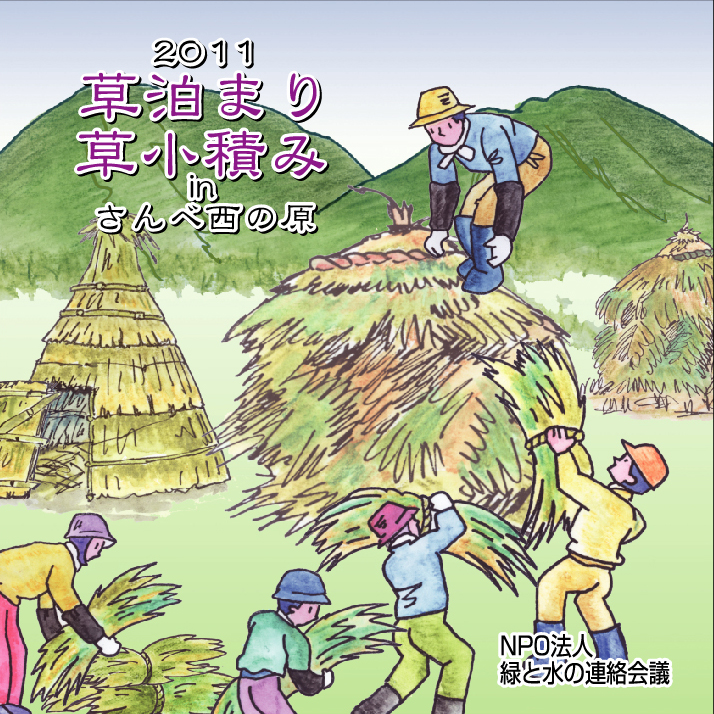 2011
草泊まり
草小積み
in
さんべ西の原
NPO法人
緑と水の連絡会議